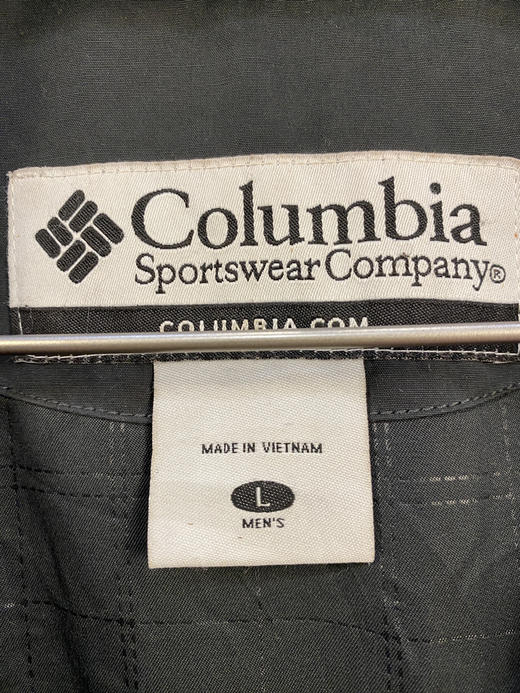 Columbia
Sportswear Company®
COLUMBIA.COM
MADE IN VIETNAM
L
MEN'S